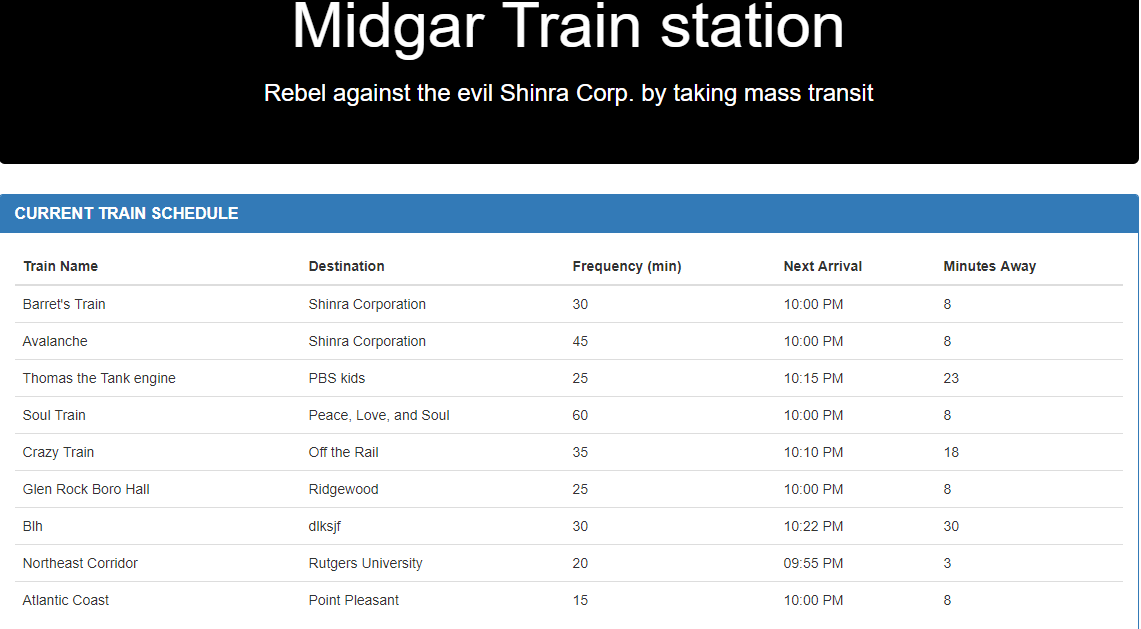 Midgar Train station
Rebel against the evil Shinra Corp. by taking mass transit
CURRENT TRAIN SCHEDULE
Train Name Destination Frequency (min) Next Arrival Minutes Away
Barret's Train Shinra Corporation 30 10:00 PM 8
Avalanche Shinra Corporation 45 10:00 PM 8
Thomas the Tank engine PBS kids 25 10:15 PM 23
Soul Train Peace, Love, and Soul 60 10:00 PM 8
Crazy Train Off the Rail 35 10:10 PM 18
Glen Rock Boro Hall Ridgewood 25 10:00 PM 8
Blh dlksjf 30 10:22 PM 30
Northeast Corridor Rutgers University 20 09:55 PM 3
Atlantic Coast Point Pleasant 15 10:00 PM 8